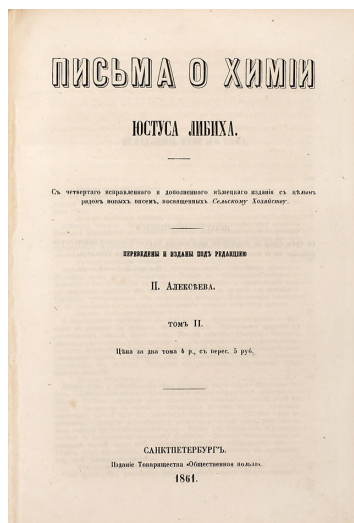 ПИСЬМА О ХИМІИ
ЮСТУСА ЛИБИХА.
Съ четвертаго исправленнаго и дополненнаго нѣмецкаго изданія съ цѣлымъ
рядомъ новыхъ писемъ, посвященныхъ Сельскому Хозяйству.
ПЕРЕВЕДЕНЫ И ИЗДАНЫ ПОДЪ РЕДАКЦІЕЮ
П. Алексѣева.
ТОМЪ II.
Цѣна за два тома 4 р., съ перес. 5 руб.
САНКТПЕТЕРБУРГЪ.
Изданіе Товарищества «Общественная польза».
1861.